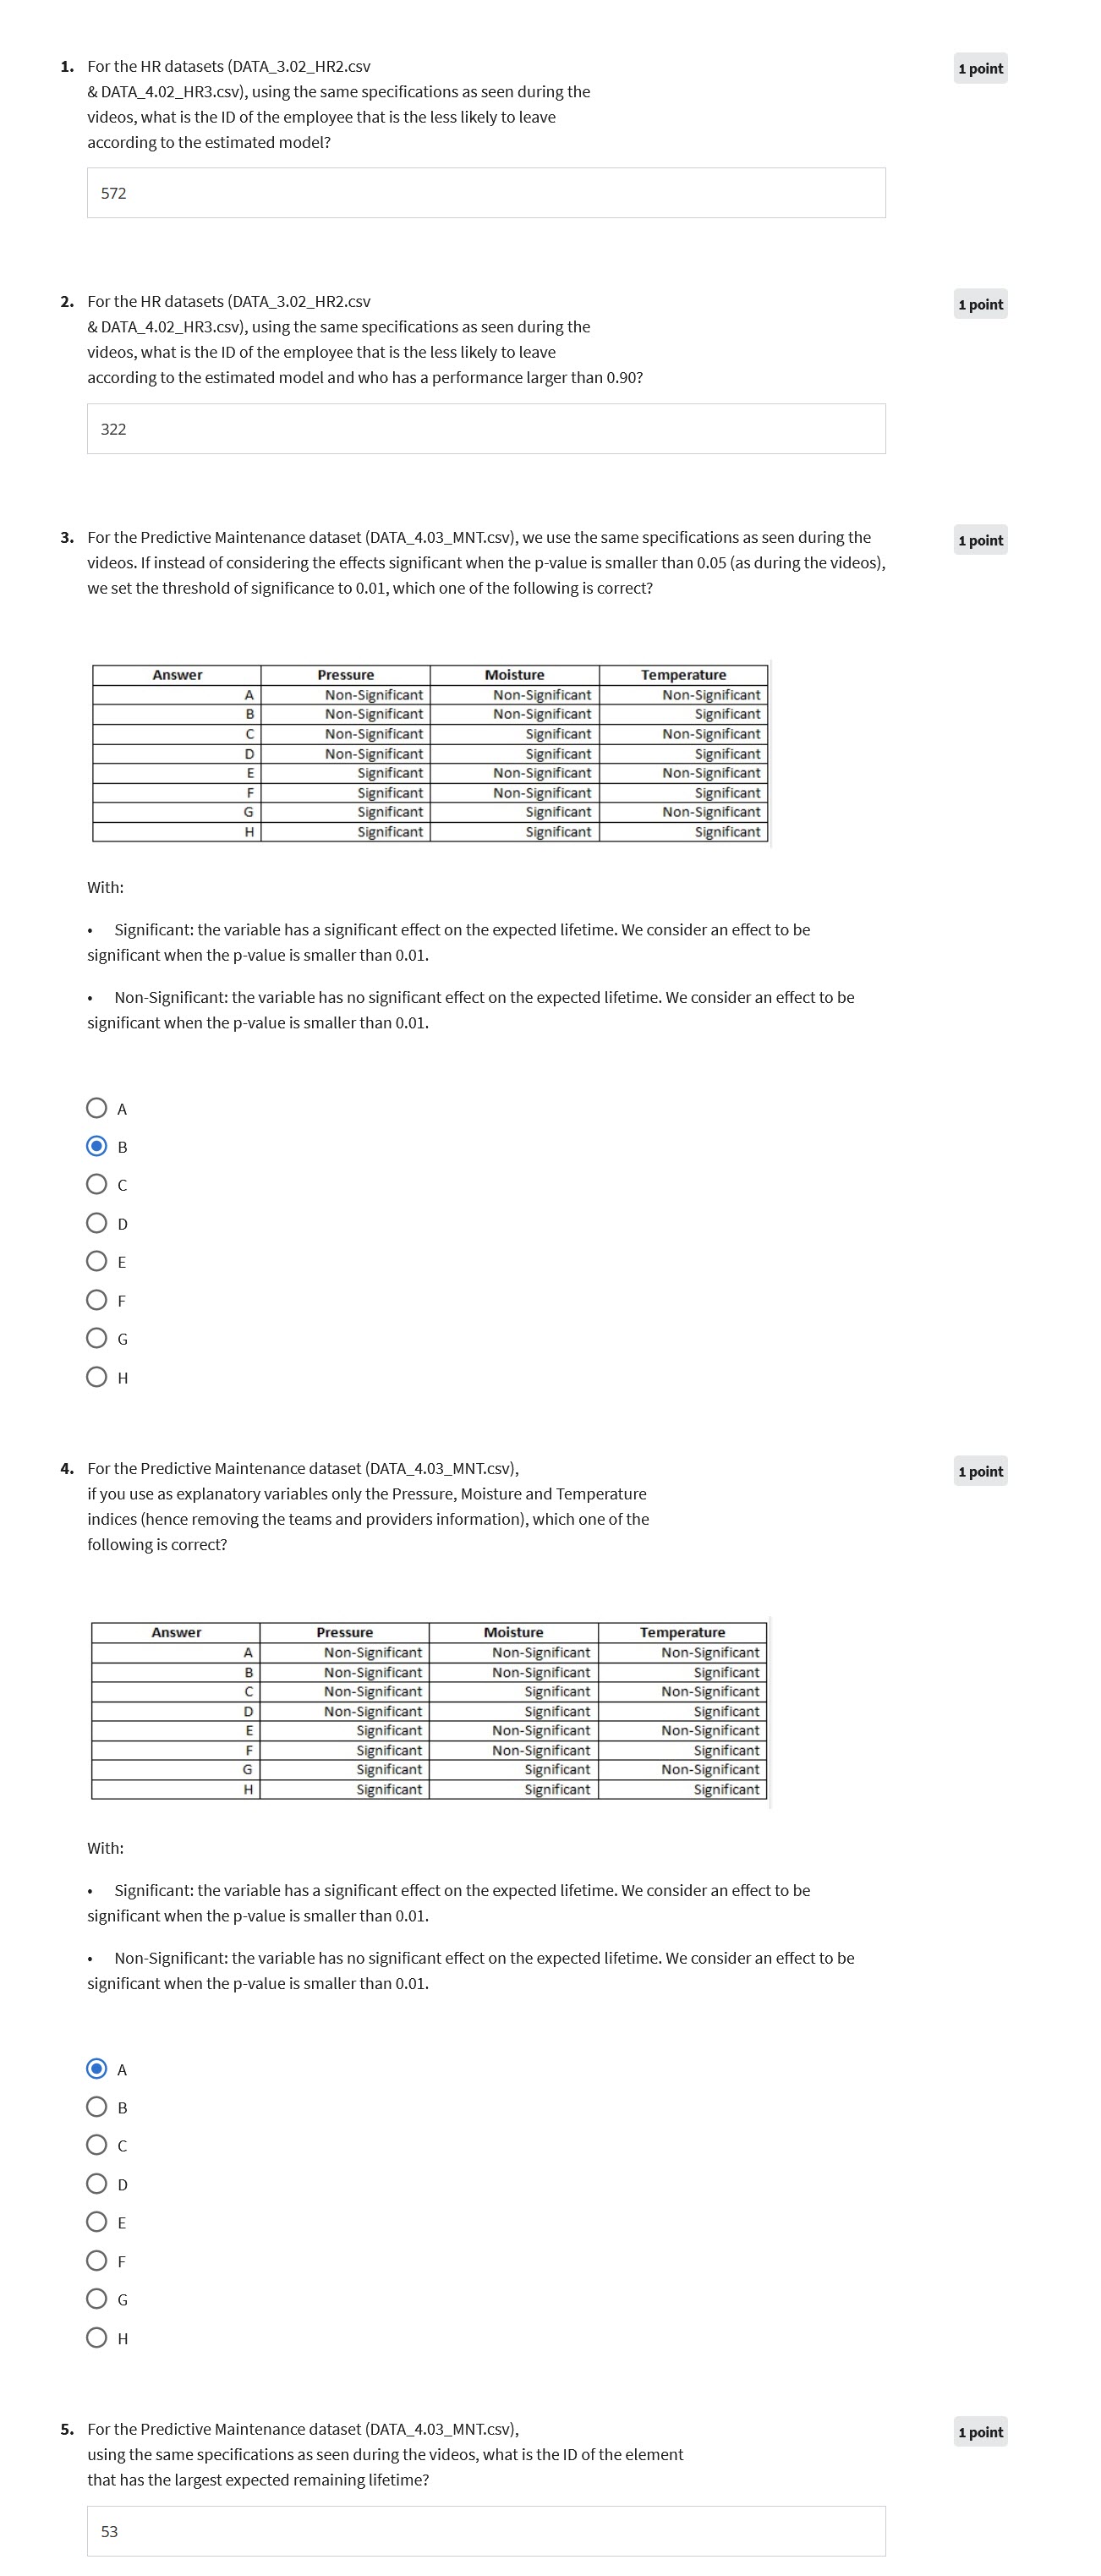 1. For the HR datasets (DATA_3.02_HR2.csv
1 point
& DATA_4.02_HR3.csv), using the same specifications as seen during the
videos, what is the ID of the employee that is the less likely to leave
according to the estimated model?
572
2. For the HR datasets (DATA_3.02_HR2.csv
1 point
& DATA_4.02_HR3.csv), using the same specifications as seen during the
videos, what is the ID of the employee that is the less likely to leave
according to the estimated model and who has a performance larger than 0.90?
322
3. For the Predictive Maintenance dataset (DATA_4.03_MNT.csv), we use the same specifications as seen during the
1 point
videos. If instead of considering the effects significant when the p-value is smaller than 0.05 (as during the videos),
we set the threshold of significance to 0.01, which one of the following is correct?
Answer Pressure Moisture Temperature
A Non-Significant Non-Significant Non-Significant
B Non-Significant Non-Significant Significant
C Non-Significant Significant Non-Significant
D Non-Significant Significant Significant
E Significant Non-Significant Non-Significant
F Significant Non-Significant Significant
G Significant Significant Non-Significant
H Significant Significant Significant
With:
• Significant: the variable has a significant effect on the expected lifetime. We consider an effect to be
significant when the p-value is smaller than 0.01.
• Non-Significant: the variable has no significant effect on the expected lifetime. We consider an effect to be
significant when the p-value is smaller than 0.01.
A
B
C
D
E
F
G
H
4. For the Predictive Maintenance dataset (DATA_4.03_MNT.csv),
1 point
if you use as explanatory variables only the Pressure, Moisture and Temperature
indices (hence removing the teams and providers information), which one of the
following is correct?
Answer Pressure Moisture Temperature
A Non-Significant Non-Significant Non-Significant
B Non-Significant Non-Significant Significant
C Non-Significant Significant Non-Significant
D Non-Significant Significant Significant
E Significant Non-Significant Non-Significant
F Significant Non-Significant Significant
G Significant Significant Non-Significant
H Significant Significant Significant
With:
• Significant: the variable has a significant effect on the expected lifetime. We consider an effect to be
significant when the p-value is smaller than 0.01.
• Non-Significant: the variable has no significant effect on the expected lifetime. We consider an effect to be
significant when the p-value is smaller than 0.01.
A
B
C
D
E
F
G
H
5. For the Predictive Maintenance dataset (DATA_4.03_MNT.csv),
1 point
using the same specifications as seen during the videos, what is the ID of the element
that has the largest expected remaining lifetime?
53